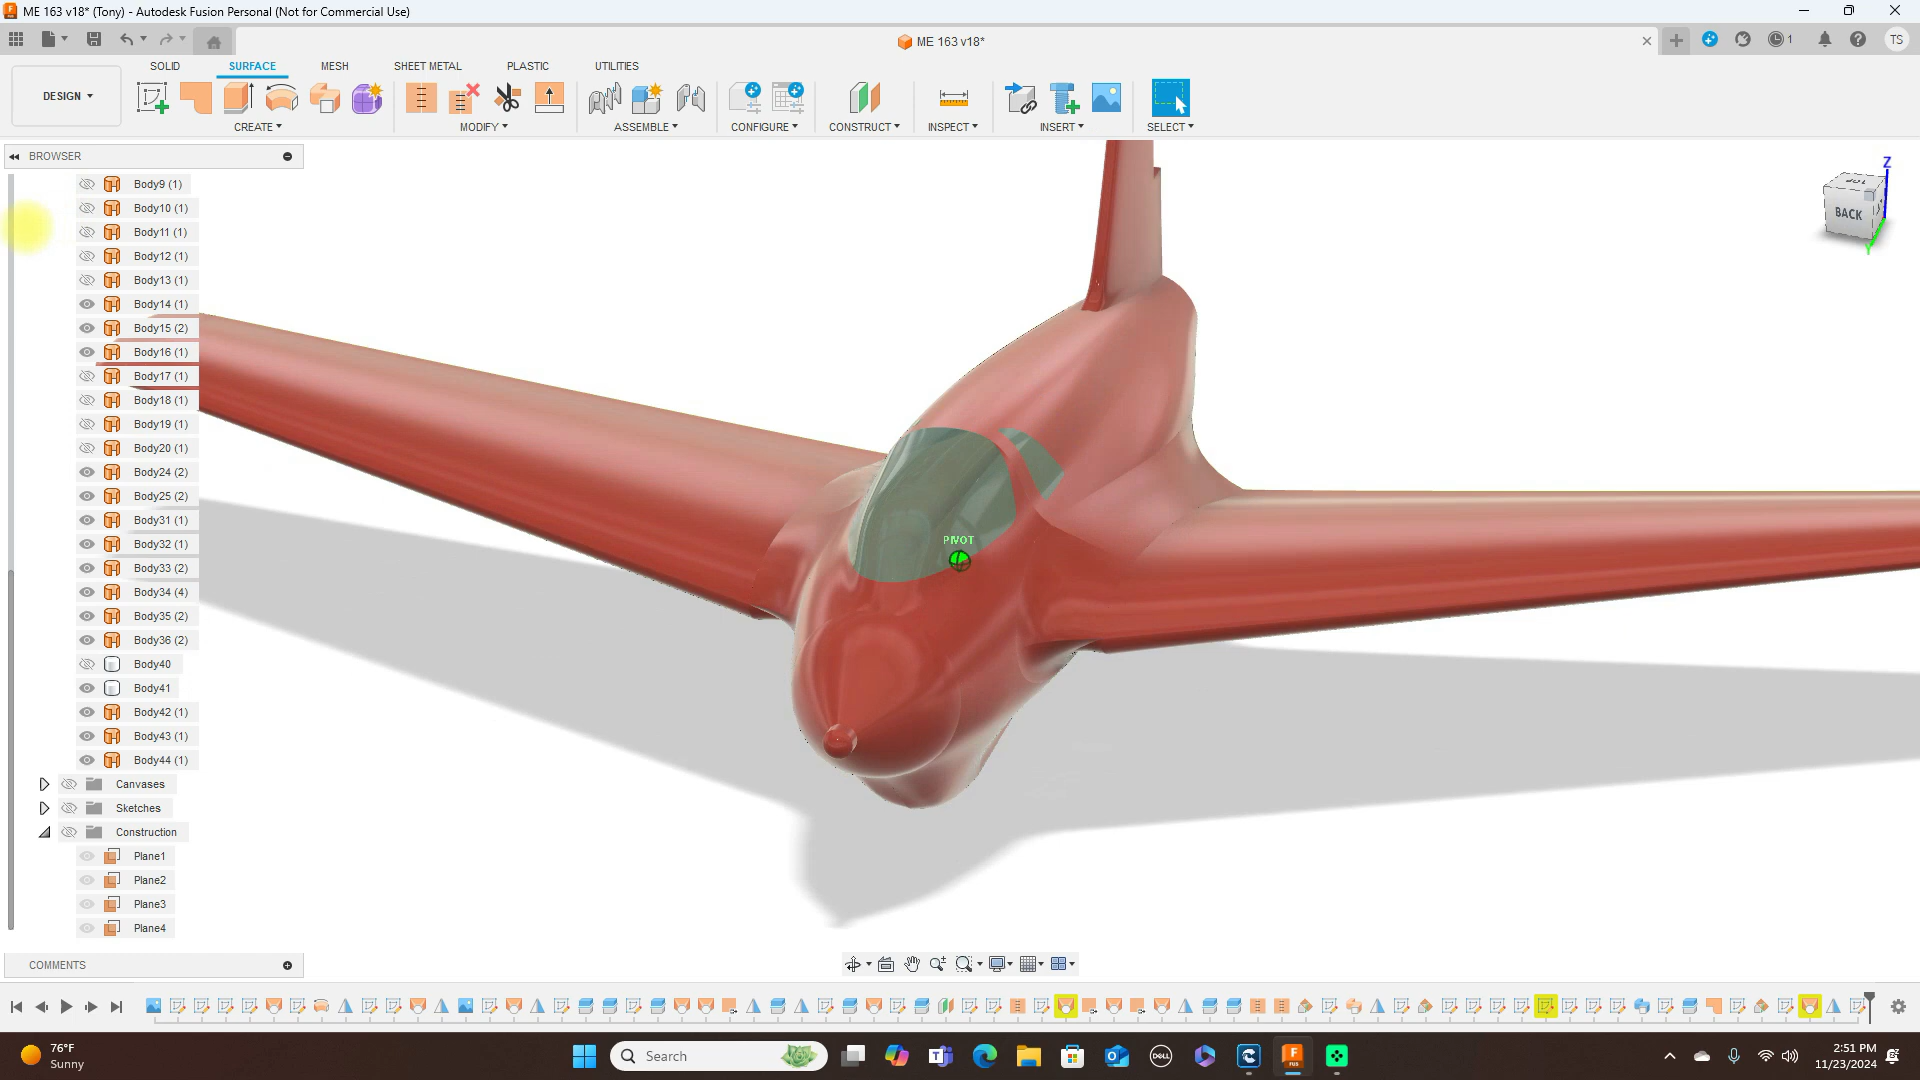 ME 163 v18* (Tony) - Autodesk Fusion Personal (Not for Commercial Use)
ME 163 v18*
1
TS
DESIGN
SOLID
SURFACE
MESH
SHEET METAL
PLASTIC
UTILITIES
CREATE
MODIFY
ASSEMBLE
CONFIGURE
CONSTRUCT
INSPECT
INSERT
SELECT
BROWSER
Body9 (1)
Body10 (1)
Body11 (1)
Body12 (1)
Body13 (1)
Body14 (1)
Body15 (2)
Body16 (1)
Body17 (1)
Body18 (1)
Body19 (1)
Body20 (1)
Body24 (2)
Body25 (2)
Body31 (1)
Body32 (1)
Body33 (2)
Body34 (4)
Body35 (2)
Body36 (2)
Body40
Body41
Body42 (1)
Body43 (1)
Body44 (1)
Canvases
Sketches
Construction
Plane1
Plane2
Plane3
Plane4
PIVOT
Z
TOP
BACK
Y
COMMENTS
76°F
Sunny
Search
DELL
F
FUS
2:51 PM
11/23/2024